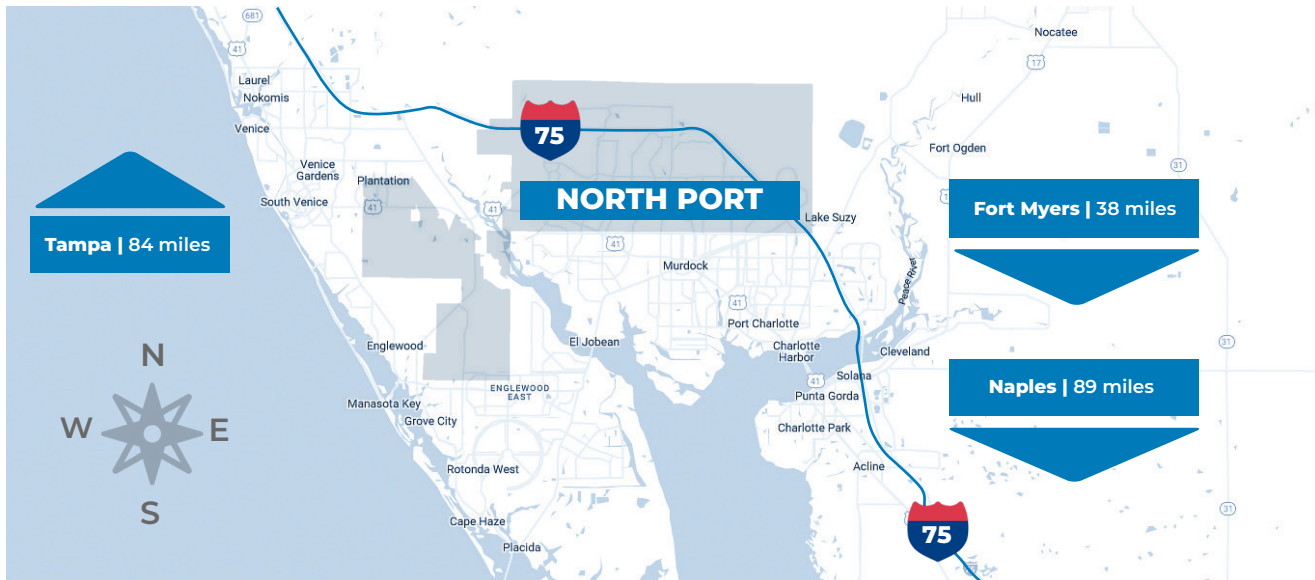 681
Nocatee
41
17
Laurel
Nokomis
Hull
75
Venice
Fort Ogden
Venice
Gardens
31
Plantation
NORTH PORT
South Venice
41
41
Fort Myers | 38 miles
Lake Suzy
Tampa | 84 miles
41
Murdock
Peace River
41
Port Charlotte
El Jobean
Charlotte
Harbor
Cleveland
31
Englewood
N
Solana
41
Naples | 89 miles
ENGLEWOOD
EAST
Punta Gorda
Manasota Key
Grove City
W
E
Charlotte Park
Rotonda West
Acline
S
31
Cape Haze
75
Placida